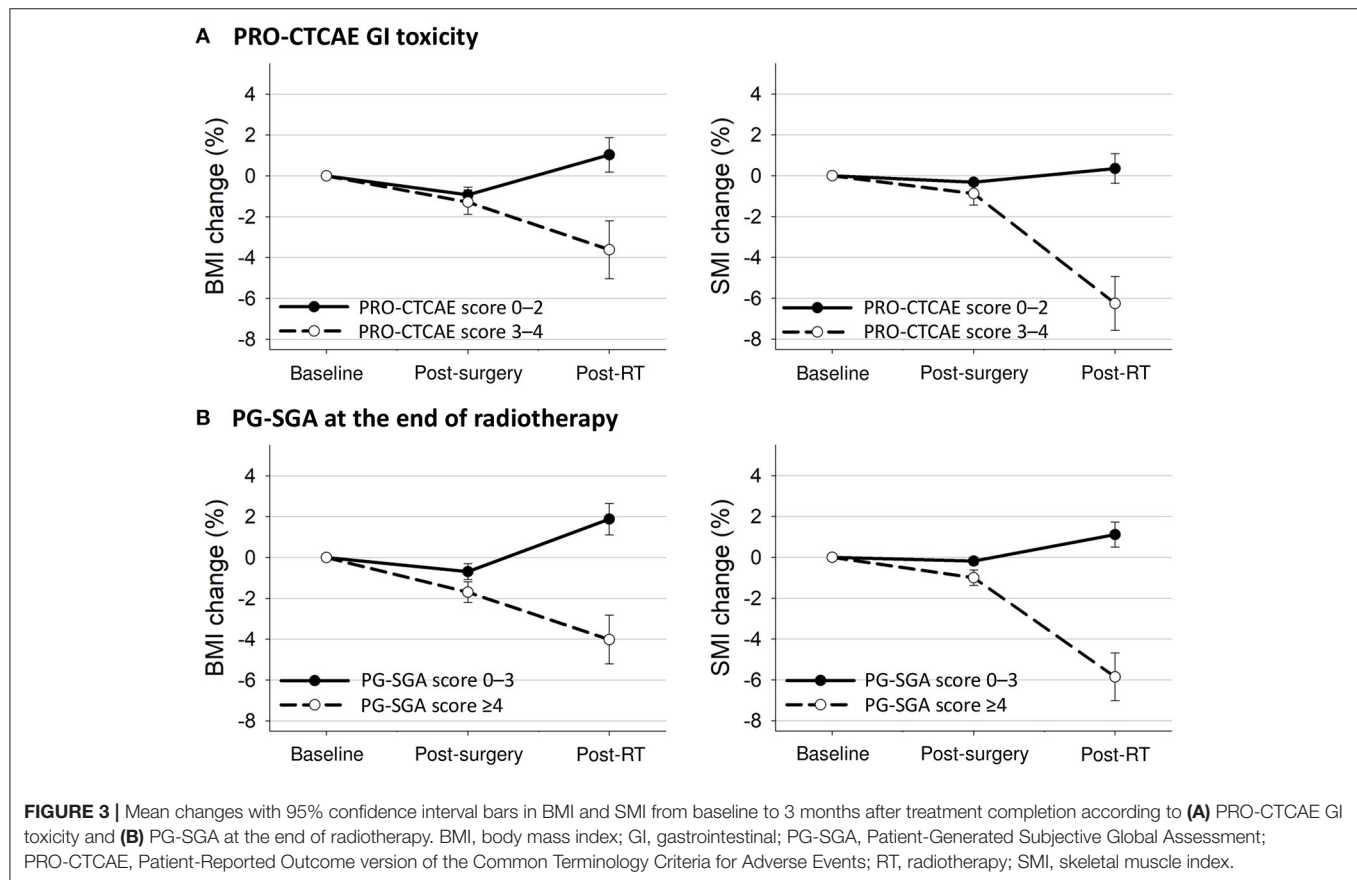 A PRO-CTCAE GI toxicity
4
2
0
-2
-4
-6
-8
BMI change (%)
PRO-CTCAE score 0–2
PRO-CTCAE score 3–4
Baseline
Post-surgery
Post-RT
4
2
0
-2
-4
-6
-8
SMI change (%)
PRO-CTCAE score 0–2
PRO-CTCAE score 3–4
Baseline
Post-surgery
Post-RT
B PG-SGA at the end of radiotherapy
4
2
0
-2
-4
-6
-8
BMI change (%)
PG-SGA score 0–3
PG-SGA score ≥4
Baseline
Post-surgery
Post-RT
4
2
0
-2
-4
-6
-8
SMI change (%)
PG-SGA score 0–3
PG-SGA score ≥4
Baseline
Post-surgery
Post-RT
FIGURE 3 | Mean changes with 95% confidence interval bars in BMI and SMI from baseline to 3 months after treatment completion according to (A) PRO-CTCAE GI
toxicity and (B) PG-SGA at the end of radiotherapy. BMI, body mass index; GI, gastrointestinal; PG-SGA, Patient-Generated Subjective Global Assessment;
PRO-CTCAE, Patient-Reported Outcome version of the Common Terminology Criteria for Adverse Events; RT, radiotherapy; SMI, skeletal muscle index.